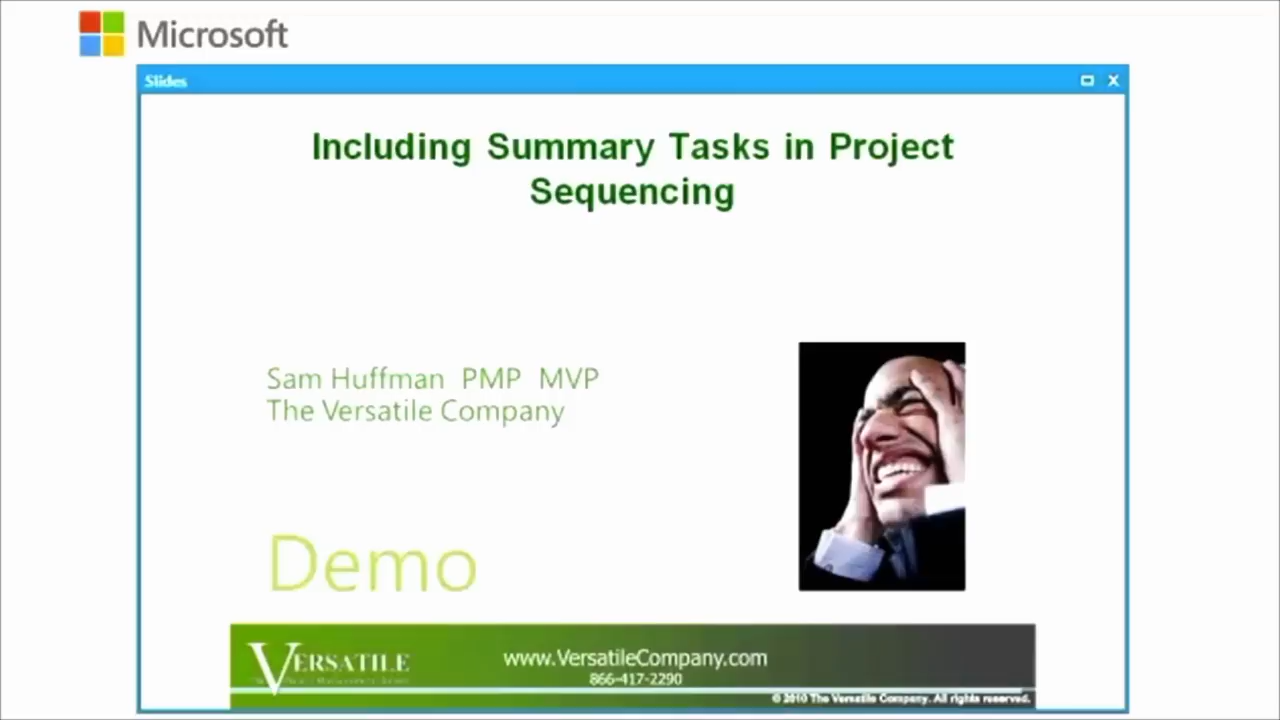 Microsoft
Slides
Including Summary Tasks in Project
Sequencing
Sam Huffman PMP MVP
The Versatile Company
Demo
VERSATILE
www.VersatileCompany.com
866-417-2290
© 2010 The Versatile Company. All rights reserved.